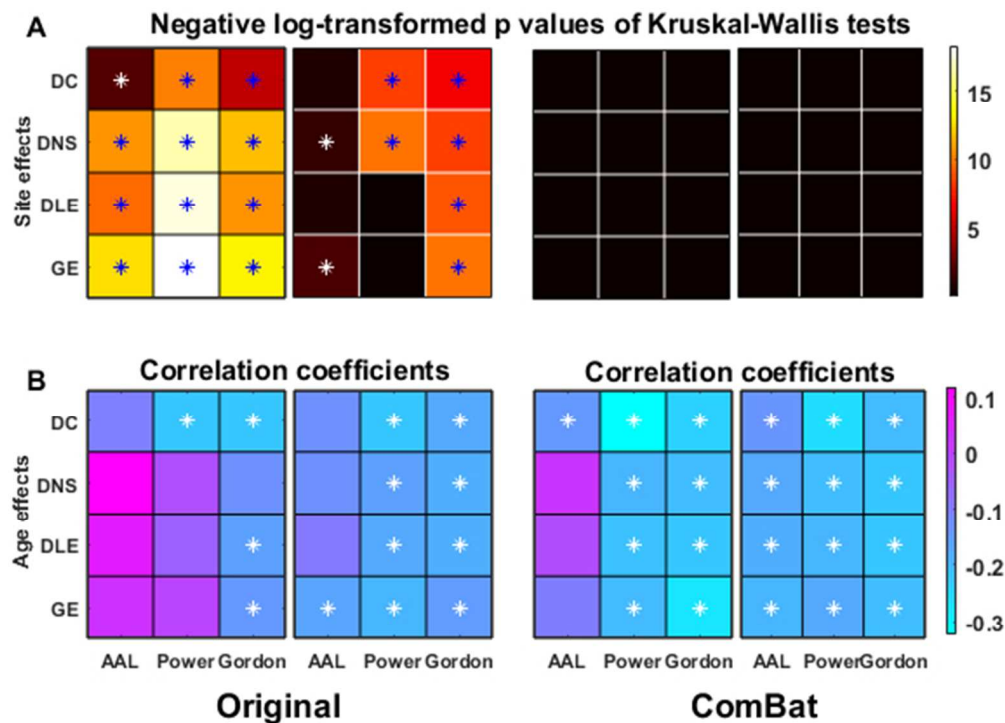 A Negative log-transformed p values of Kruskal-Wallis tests
Site effects
DC
DNS
DLE
GE
15
10
5
B Correlation coefficients Correlation coefficients
Age effects
DC
DNS
DLE
GE
0.1
0
-0.1
-0.2
-0.3
AAL Power Gordon AAL Power Gordon AAL Power Gordon AAL PowerGordon
Original ComBat